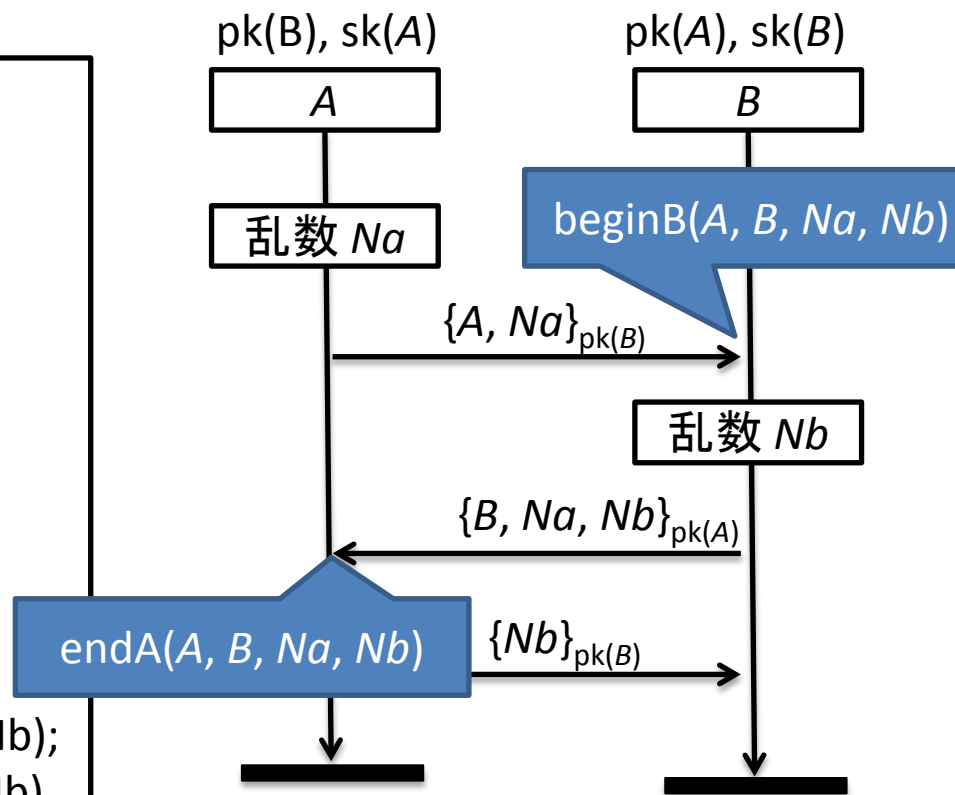 pk(B), sk(A)
pk(A), sk(B)
A
B
beginB(A, B, Na, Nb)
乱数 Na
{A, Na}pk(B)
乱数 Nb
{B, Na, Nb}pk(A)
endA(A, B, Na, Nb)
{Nb}pk(B)
b);
b)